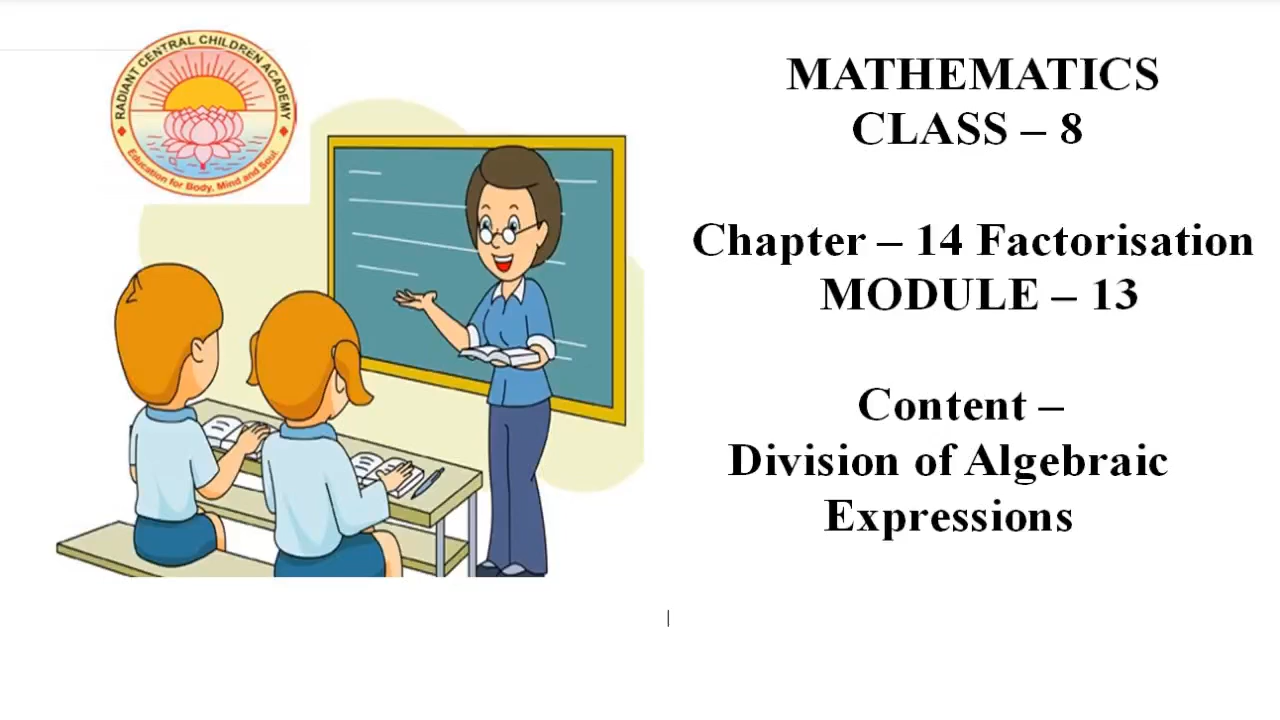 RADIANT CENTRAL CHILDREN ACADEMY
Education for Body, Mind and Soul
MATHEMATICS
CLASS – 8
Chapter – 14 Factorisation
MODULE – 13
Content –
Division of Algebraic
Expressions